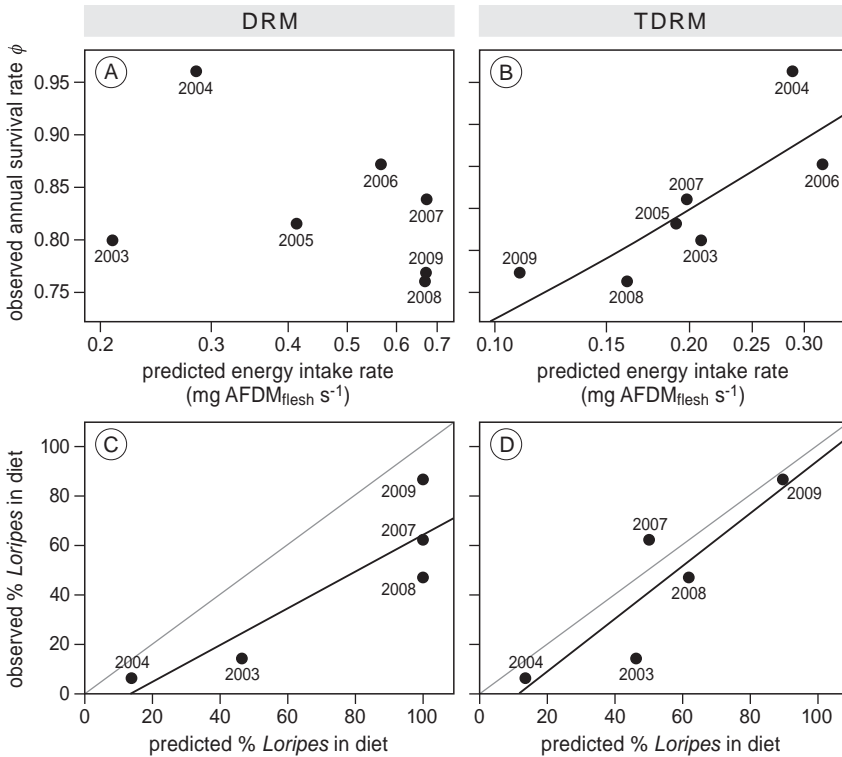 DRM
TDRM
observed annual survival rate ϕ
0.95
0.90
0.85
0.80
0.75
A
2004
2006
2007
2005
2003
2009
2008
0.2 0.3 0.4 0.5 0.6 0.7
predicted energy intake rate
(mg AFDMflesh s-1)
B
2004
2006
2007
2005
2003
2009
2008
0.10 0.15 0.20 0.25 0.30
predicted energy intake rate
(mg AFDMflesh s-1)
observed % Loripes in diet
100
80
60
40
20
0
C
2009
2007
2008
2004
2003
0 20 40 60 80 100
predicted % Loripes in diet
D
2009
2007
2008
2004
2003
0 20 40 60 80 100
predicted % Loripes in diet